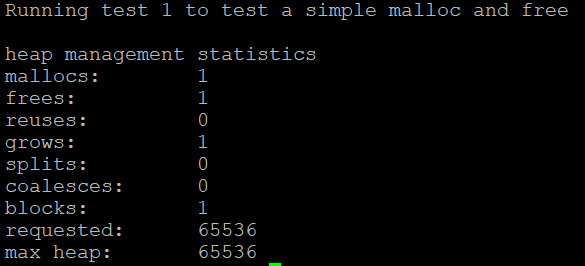 Running test 1 to test a simple malloc and free
heap management statistics
mallocs: 1
frees: 1
reuses: 0
grows: 1
splits: 0
coalesces: 0
blocks: 1
requested: 65536
max heap: 65536